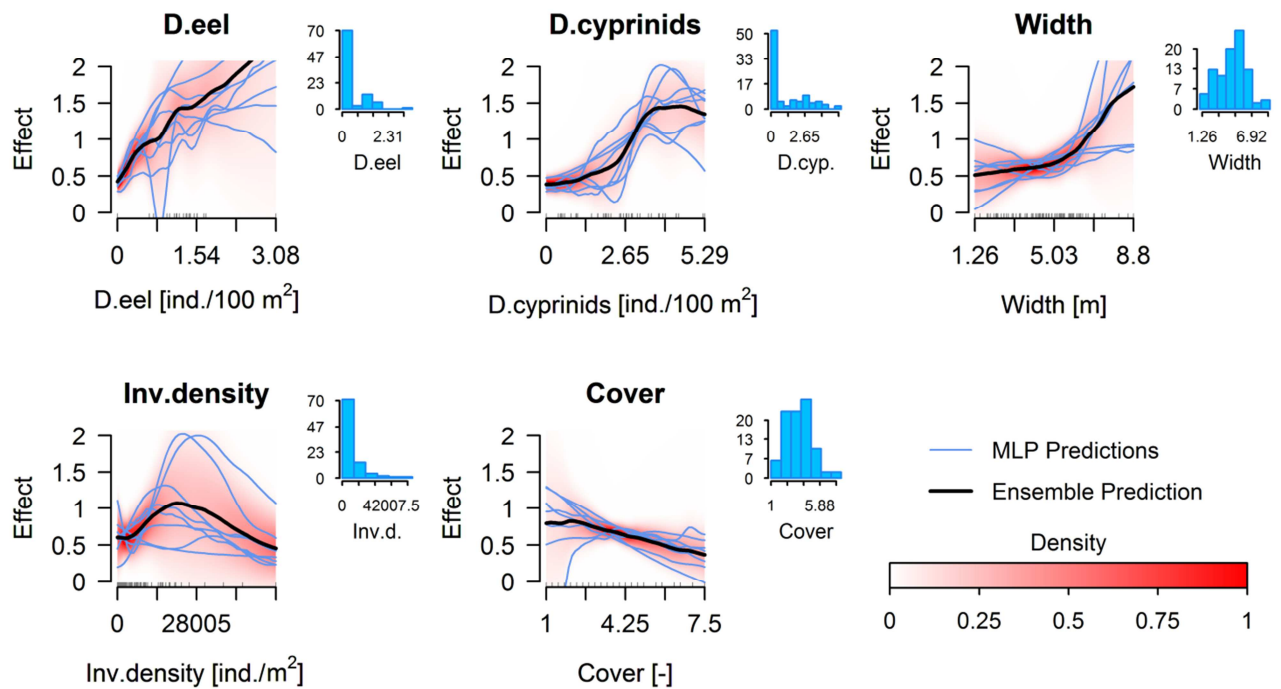 D.eel
D.cyprinids
Width
70
47
23
0
0 2.31
D.eel
50
33
17
0
0 2.65
D.cyp.
20
13
7
0
1.26 6.92
Width
Effect
2
1.5
1
0.5
0
0 1.54 3.08
D.eel [ind./100 m²]
Effect
2
1.5
1
0.5
0
0 2.65 5.29
D.cyprinids [ind./100 m²]
Effect
2
1.5
1
0.5
0
1.26 5.03 8.8
Width [m]
Inv.density
Cover
70
47
23
0
0 42007.5
Inv.d.
20
13
7
0
1 5.88
Cover
Effect
2
1.5
1
0.5
0
0 28005
Inv.density [ind./m²]
Effect
2
1.5
1
0.5
0
1 4.25 7.5
Cover [-]
MLP Predictions
Ensemble Prediction
Density
0 0.25 0.5 0.75 1